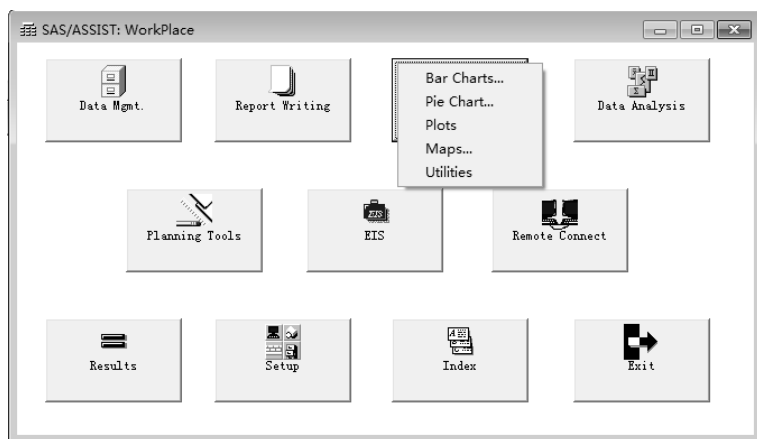 SAS/ASSIST: WorkPlace
Data Mgmt.
Report Writing
Bar Charts...
Pie Chart...
Plots
Maps...
Utilities
Data Analysis
Planning Tools
EIS
Remote Connect
Results
Setup
Index
Exit